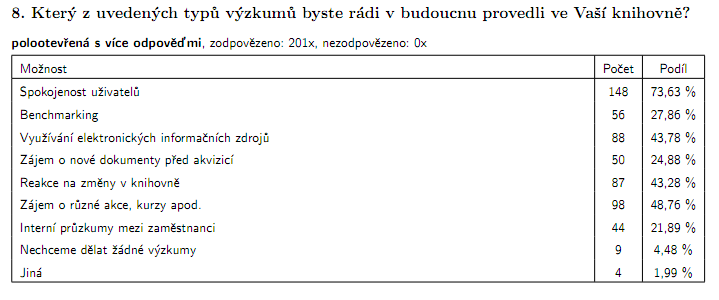 8. Který z uvedených typů výzkumů byste rádi v budoucnu provedli ve Vaší knihovně?
polootevřená s více odpověďmi, zodpovězeno: 201x, nezodpovězeno: 0x
Možnost Počet Podíl
Spokojenost uživatelů 148 73,63 %
Benchmarking 56 27,86 %
Využívání elektronických informačních zdrojů 88 43,78 %
Zájem o nové dokumenty před akvizicí 50 24,88 %
Reakce na změny v knihovně 87 43,28 %
Zájem o různé akce, kurzy apod. 98 48,76 %
Interní průzkumy mezi zaměstnanci 44 21,89 %
Nechceme dělat žádné výzkumy 9 4,48 %
Jiná 4 1,99 %